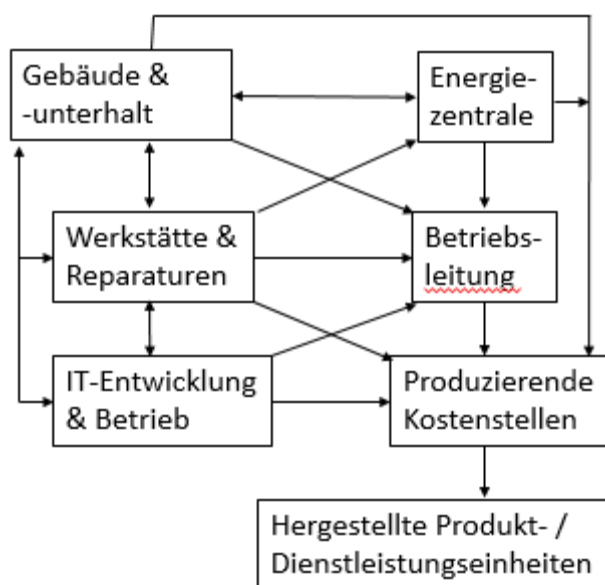 Gebäude &
-unterhalt
Energie-
zentrale
Werkstätte &
Reparaturen
Betriebs-
leitung
IT-Entwicklung
& Betrieb
Produzierende
Kostenstellen
Hergestellte Produkt- /
Dienstleistungseinheiten